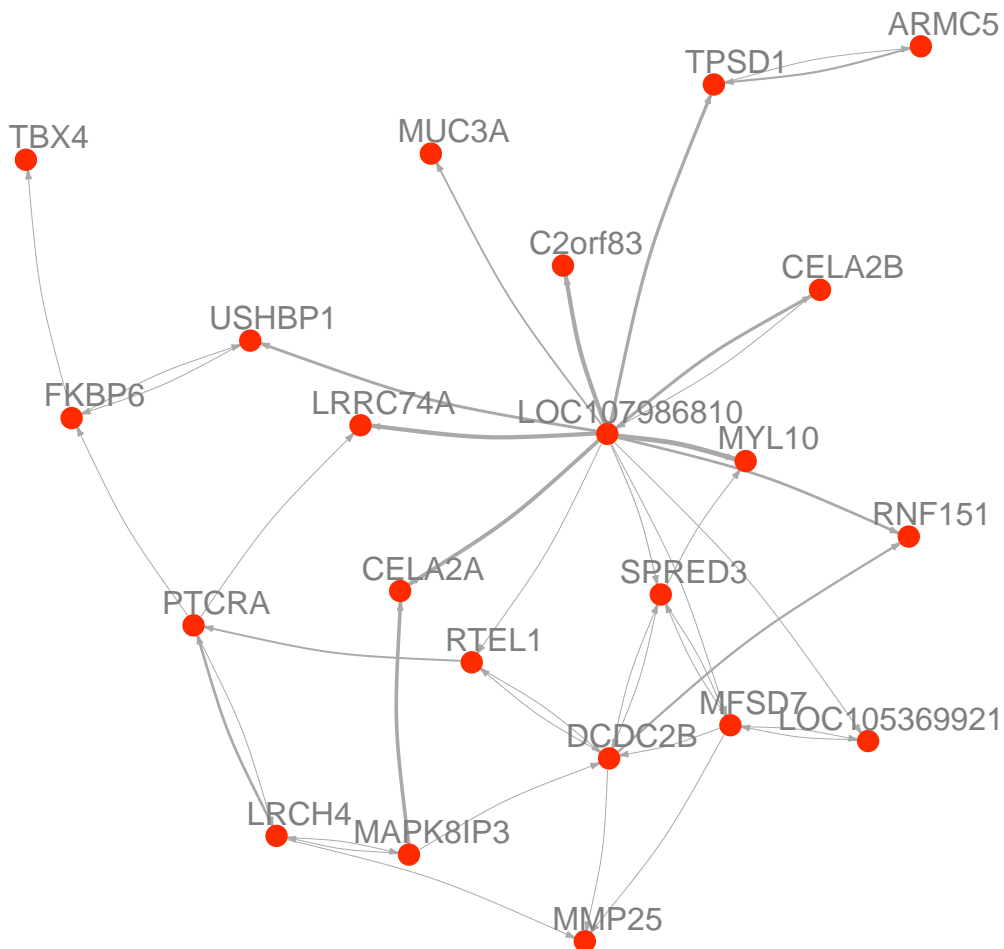 ARMC5
TPSD1
MUC3A
TBX4
C2orf83
CELA2B
USHBP1
FKBP6
LRRC74A
LOC107986810
MYL10
RNF151
CELA2A
SPRED3
PTCRA
RTEL1
MFSD7
LOC105369921
DCDC2B
LRCH4
MAPK8IP3
MMP25